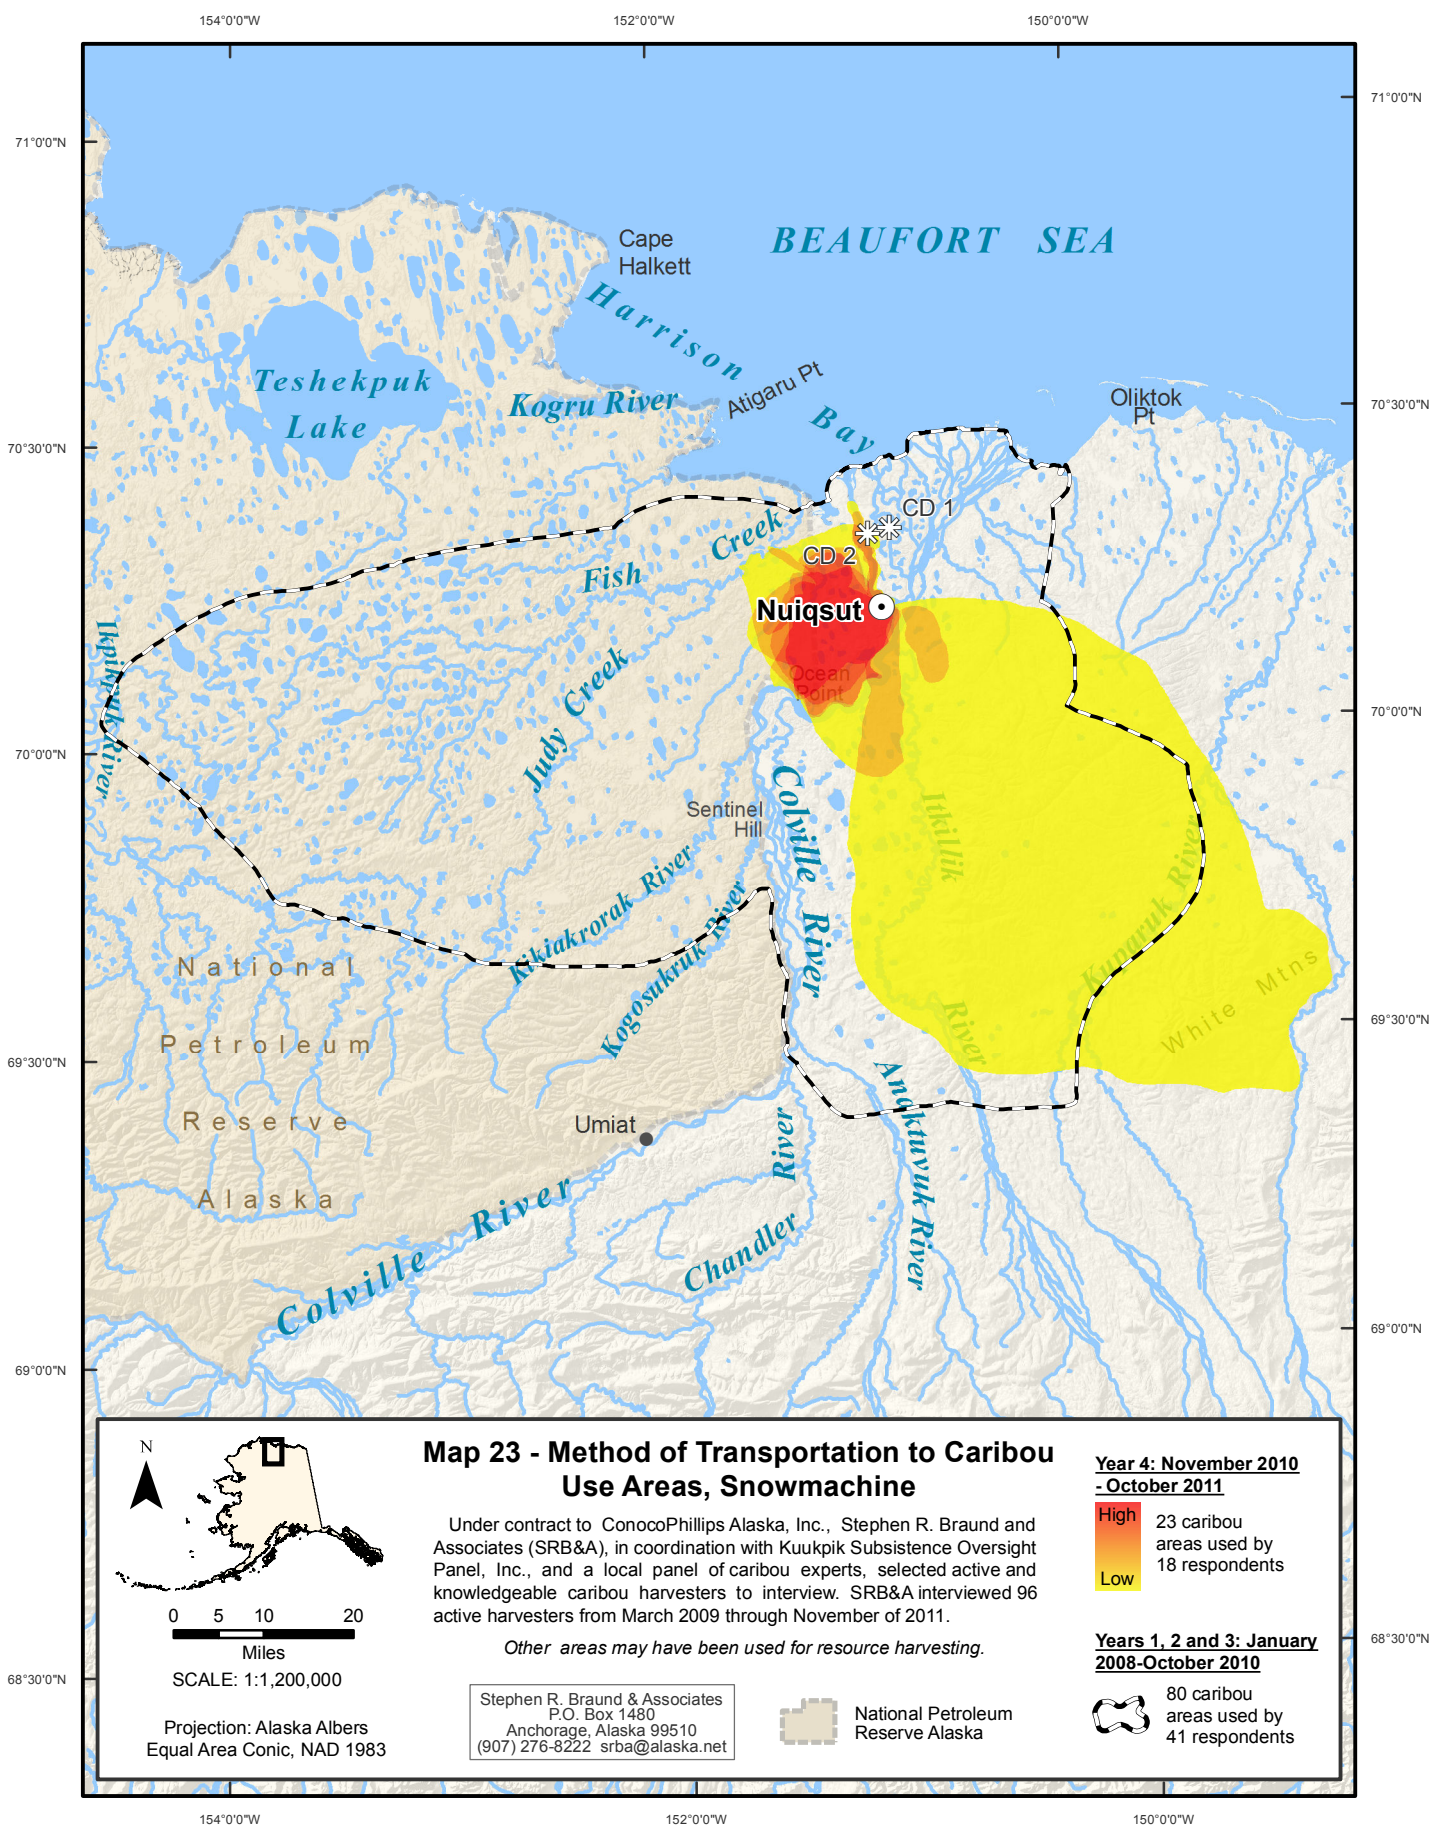 154°0'0"W
152°0'0"W
150°0'0"W
71°0'0"N
71°0'0"N
BEAUFORT SEA
Cape
Halkett
Harrison
Bay
Teshekpuk
Lake
Kogru River
Atigaru Pt
Oliktok
Pt
70°30'0"N
70°30'0"N
CD 1
CD 2
Fish Creek
Nuiqsut
Ikpikpuk River
Judy Creek
Ocean
Point
70°0'0"N
70°0'0"N
Sentinel
Hill
Colville River
Itkillik
River
Kikiakrorak River
Kogosukruk River
Kuparuk River
White Mtns
National
Petroleum
Reserve
Alaska
69°30'0"N
69°30'0"N
Umiat
Anaktuvuk River
Chandler
River
Colville River
69°0'0"N
69°0'0"N
N
Map 23 - Method of Transportation to Caribou
Use Areas, Snowmachine
Under contract to ConocoPhillips Alaska, Inc., Stephen R. Braund and
Associates (SRB&A), in coordination with Kuukpik Subsistence Oversight
Panel, Inc., and a local panel of caribou experts, selected active and
knowledgeable caribou harvesters to interview. SRB&A interviewed 96
active harvesters from March 2009 through November of 2011.
Other areas may have been used for resource harvesting.
0 5 10 20
Miles
SCALE: 1:1,200,000
Projection: Alaska Albers
Equal Area Conic, NAD 1983
Stephen R. Braund & Associates
P.O. Box 1480
Anchorage, Alaska 99510
(907) 276-8222 srba@alaska.net
National Petroleum
Reserve Alaska
Year 4: November 2010
- October 2011
High
Low
23 caribou
areas used by
18 respondents
Years 1, 2 and 3: January
2008-October 2010
80 caribou
areas used by
41 respondents
68°30'0"N
68°30'0"N
154°0'0"W
152°0'0"W
150°0'0"W